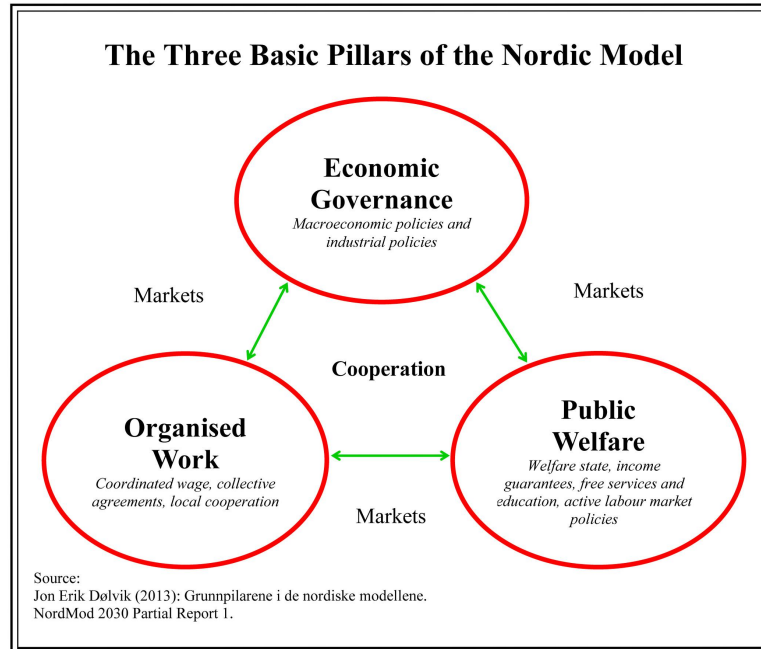 The Three Basic Pillars of the Nordic Model
Economic
Governance
Macroeconomic policies and
industrial policies
Markets
Markets
Cooperation
Organised
Work
Coordinated wage, collective
agreements, local cooperation
Public
Welfare
Welfare state, income
guarantees, free services and
education, active labour market
policies
Markets
Source:
Jon Erik Dølvik (2013): Grunnpilarene i de nordiske modellene.
NordMod 2030 Partial Report 1.